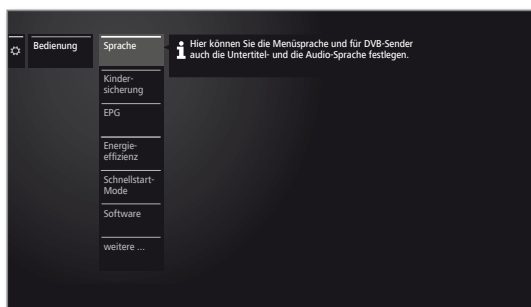 Bedienung
Sprache
Hier können Sie die Menüsprache und für DVB-Sender
auch die Untertitel- und die Audio-Sprache festlegen.
Kinder-
sicherung
EPG
Energie-
effizienz
Schnellstart-
Mode
Software
weitere ...